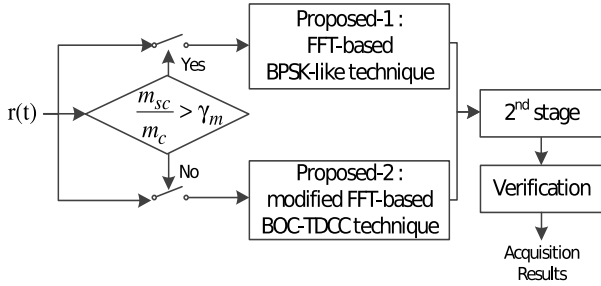 Proposed-1 :
FFT-based
BPSK-like technique
Yes
r(t)
m_sc
m_c
> γ_m
No
Proposed-2 :
modified FFT-based
BOC-TDCC technique
2nd stage
Verification
Acquisition
Results